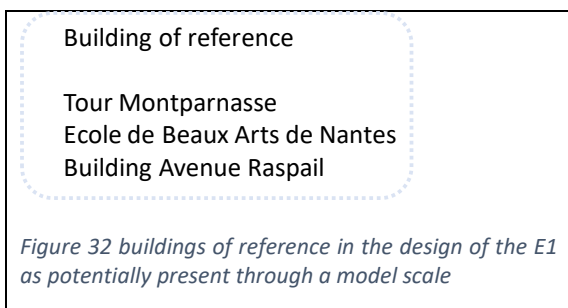 Building of reference
Tour Montparnasse
Ecole de Beaux Arts de Nantes
Building Avenue Raspail
Figure 32 buildings of reference in the design of the E1
as potentially present through a model scale